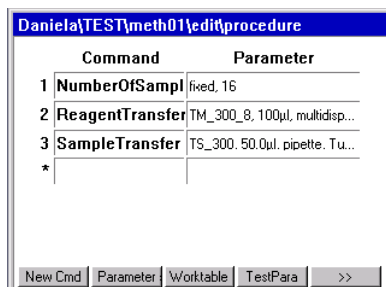 Daniela\TEST\meth01\edit\procedure
Command Parameter
1 NumberOfSampl fixed, 16
2 ReagentTransfer TM_300_8, 100µl, multidisp...
3 SampleTransfer TS_300. 50.0µl. pipette. Tu...
*
New Cmd Parameter Worktable TestPara >>